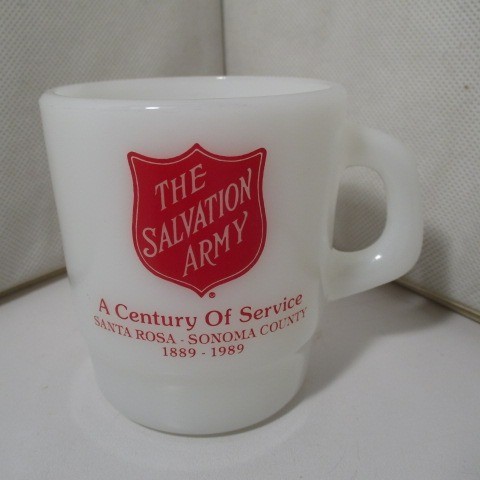 THE
SALVATION
ARMY
®
A Century Of Service
SANTA ROSA - SONOMA COUNTY
1889 - 1989